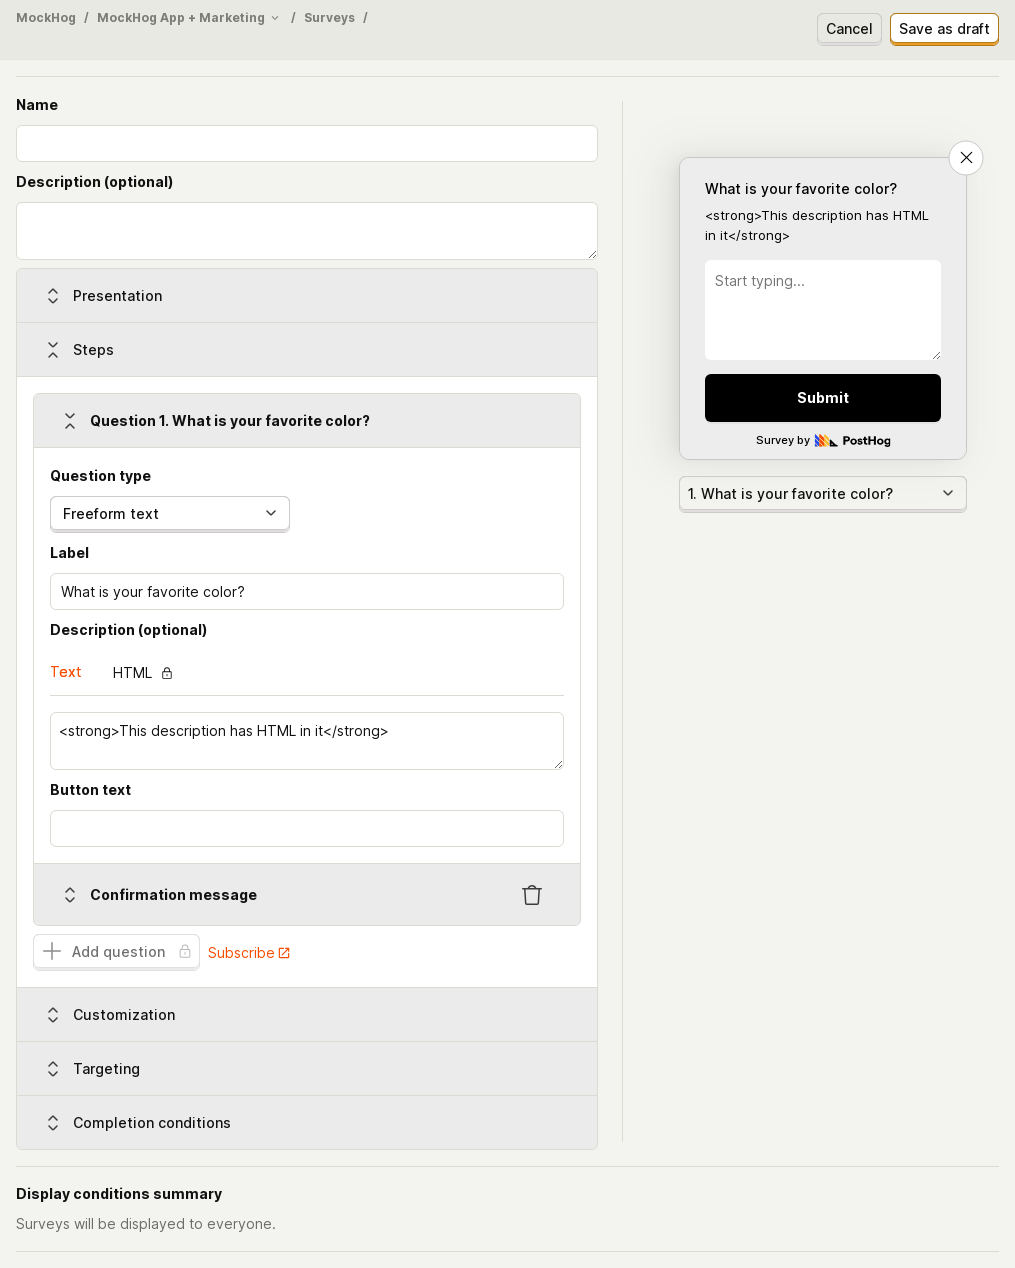 MockHog / MockHog App + Marketing / Surveys /
Cancel
Save as draft
Name
Description (optional)
Presentation
Steps
Question 1. What is your favorite color?
Question type
Freeform text
Label
What is your favorite color?
Description (optional)
Text
HTML
<strong>This description has HTML in it</strong>
Button text
Confirmation message
Add question
Subscribe
Customization
Targeting
Completion conditions
What is your favorite color?
<strong>This description has HTML
in it</strong>
Start typing...
Submit
Survey by PostHog
1. What is your favorite color?
Display conditions summary
Surveys will be displayed to everyone.